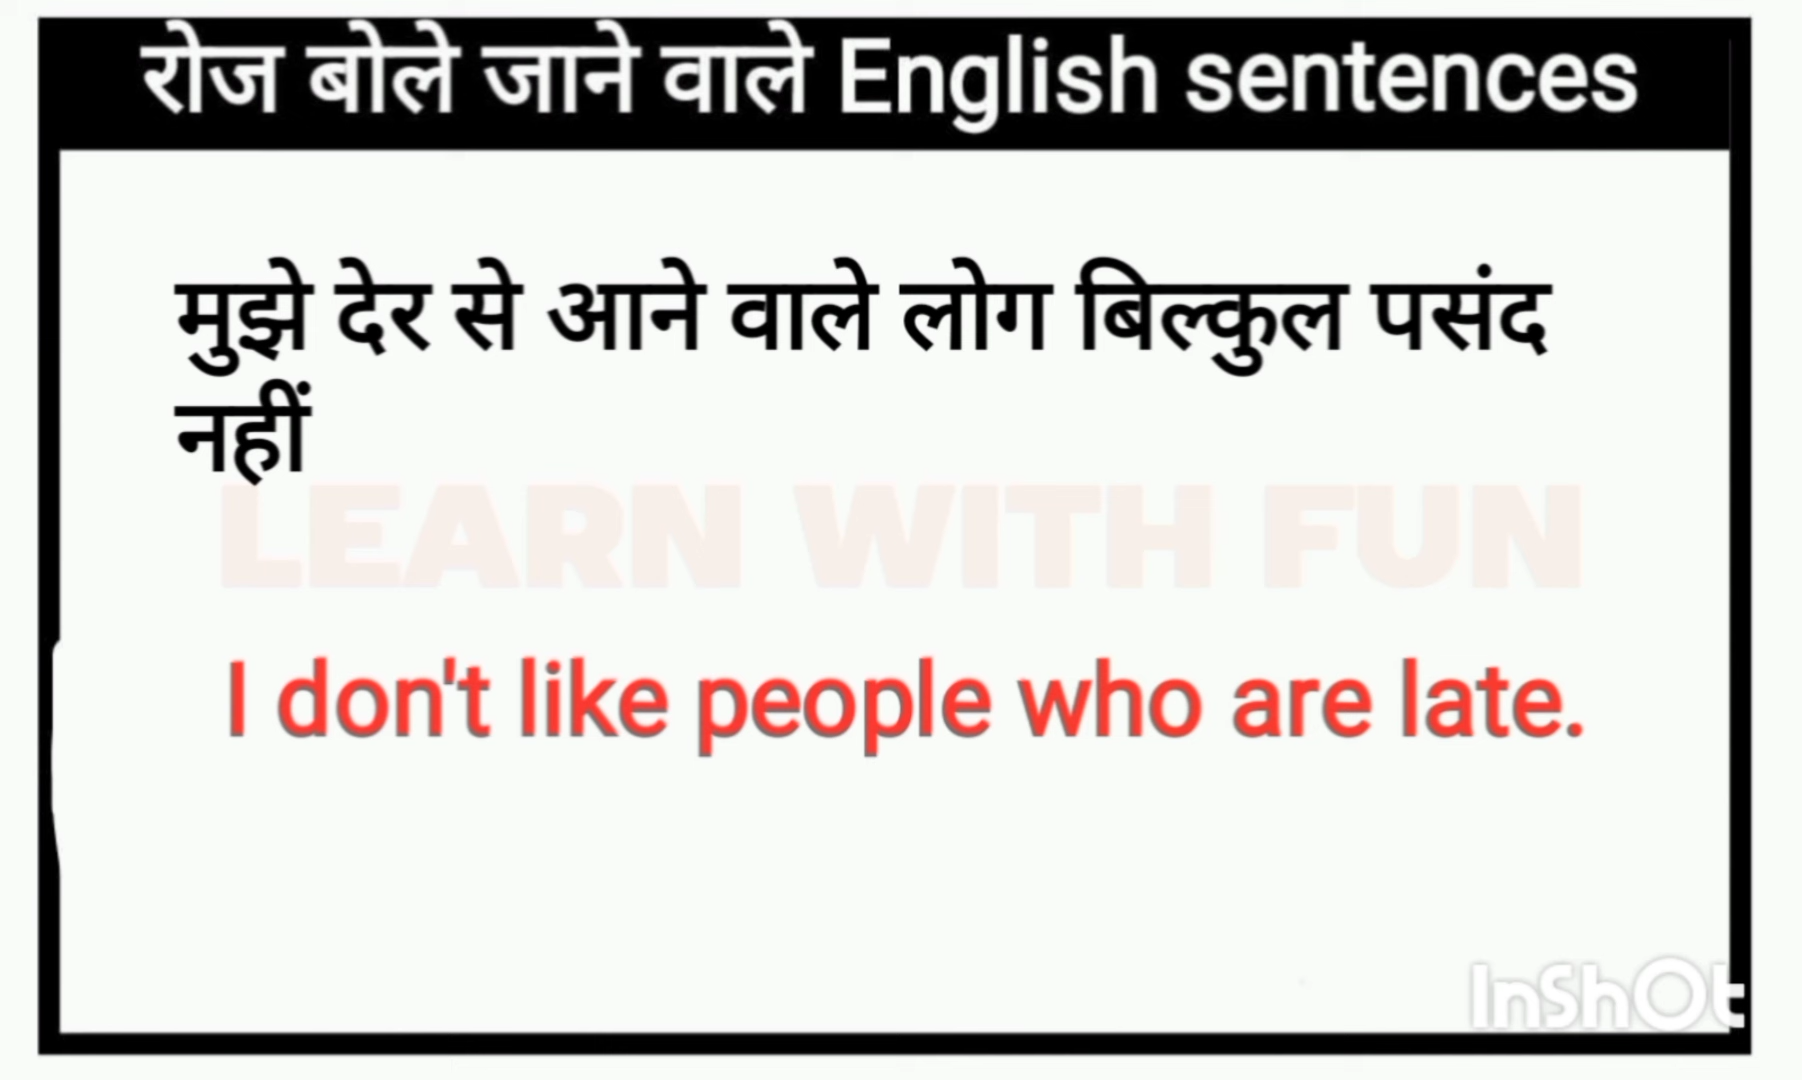 रोज बोले जाने वाले English sentences
मुझे देर से आने वाले लोग बिल्कुल पसंद
नहीं
LEARN WITH FUN
I don't like people who are late.
InShOt